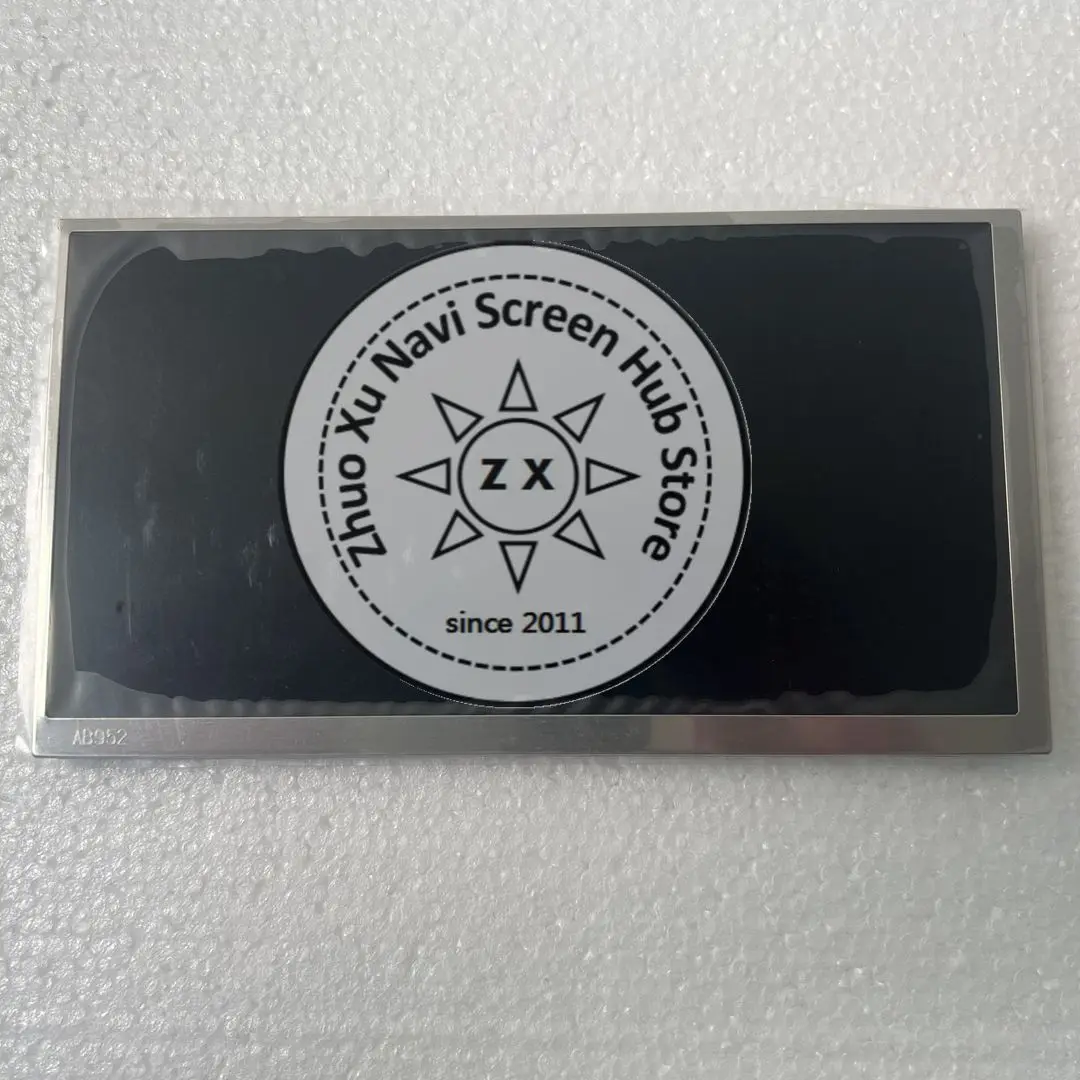 Zhuo Xu Navi Screen Hub Store
Z X
since 2011
AB952